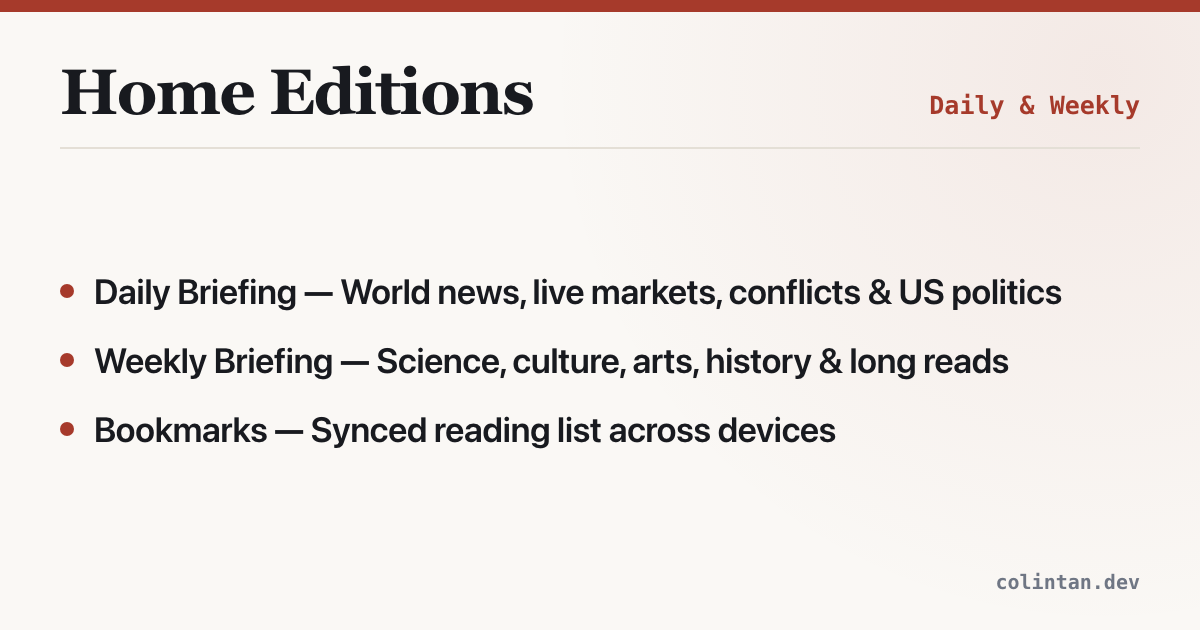 Home Editions
Daily & Weekly
Daily Briefing — World news, live markets, conflicts & US politics
Weekly Briefing — Science, culture, arts, history & long reads
Bookmarks — Synced reading list across devices
colintan.dev